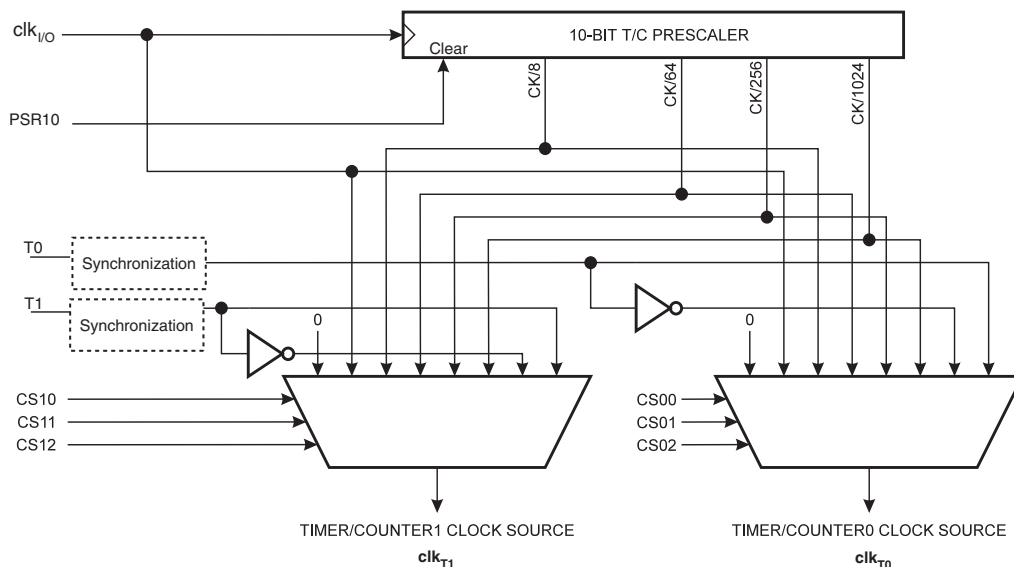 clkI/O
10-BIT T/C PRESCALER
Clear
CK/8
CK/64
CK/256
CK/1024
PSR10
T0
Synchronization
T1
Synchronization
0
0
CS10
CS11
CS12
CS00
CS01
CS02
TIMER/COUNTER1 CLOCK SOURCE
clkT1
TIMER/COUNTER0 CLOCK SOURCE
clkT0